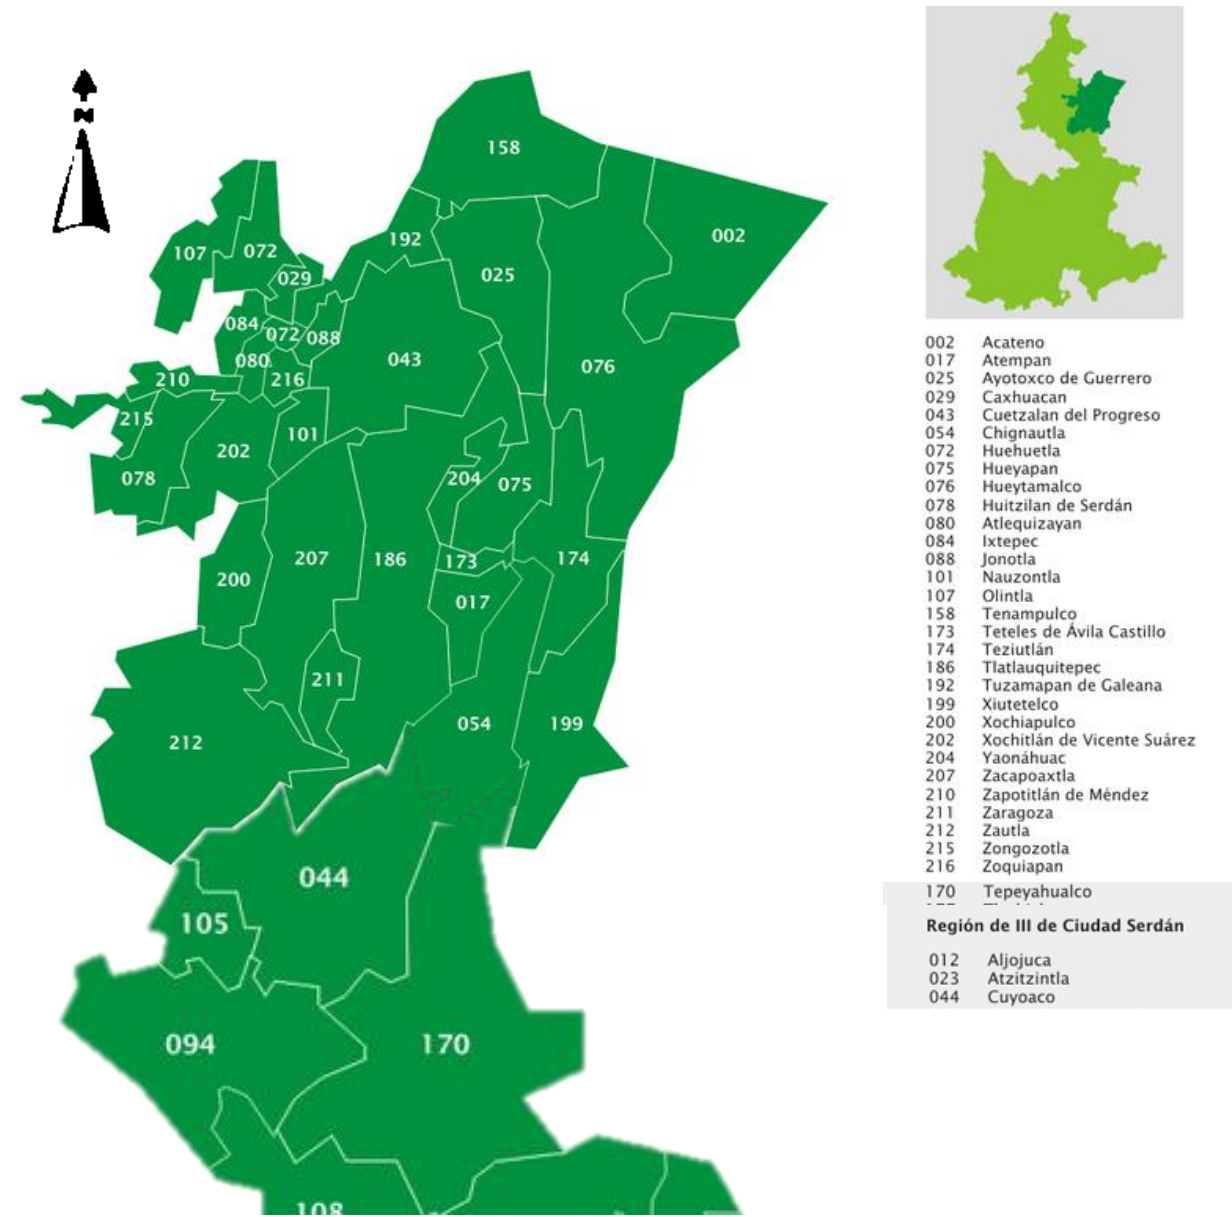 N
158
002
192
107
072
029
025
084
072
088
043
076
080
210
216
215
101
202
078
204
075
207
186
173
174
200
017
211
054
199
212
044
105
094
170
108
002 Acateno
017 Atempan
025 Ayotoxco de Guerrero
029 Caxhuacan
043 Cuetzalan del Progreso
054 Chignautla
072 Huehuetla
075 Hueyapan
076 Hueytamalco
078 Huitzilan de Serdán
080 Atlequizayan
084 Ixtepec
088 Jonotla
101 Nauzontla
107 Olintla
158 Tenampulco
173 Teteles de Ávila Castillo
174 Teziutlán
186 Tlatlauquitepec
192 Tuzamapan de Galeana
199 Xiutetelco
200 Xochiapulco
202 Xochitlán de Vicente Suárez
204 Yaonáhuac
207 Zacapoaxtla
210 Zapotitlán de Méndez
211 Zaragoza
212 Zautla
215 Zongozotla
216 Zoquiapan
170 Tepeyahualco
Región de III de Ciudad Serdán
012 Aljojuca
023 Atzitzintla
044 Cuyoaco